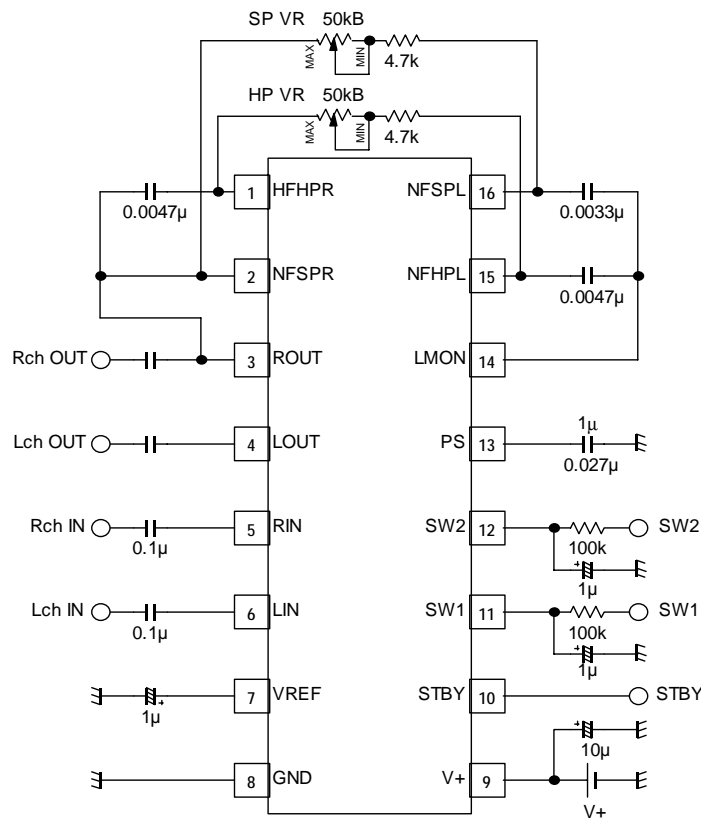 SP VR 50kB
MAX
MIN
4.7k
HP VR 50kB
MAX
MIN
4.7k
0.0047µ
1 HFHPR
NFSPL 16
0.0033µ
2 NFSPR
NFHPL 15
0.0047µ
Rch OUT
3 ROUT
LMON 14
Lch OUT
4 LOUT
PS 13
1µ
0.027µ
Rch IN
0.1µ
5 RIN
SW2 12
100k
SW2
+
1µ
Lch IN
0.1µ
6 LIN
SW1 11
100k
SW1
+
1µ
1µ
+
7 VREF
STBY 10
STBY
+
10µ
8 GND
V+ 9
V+